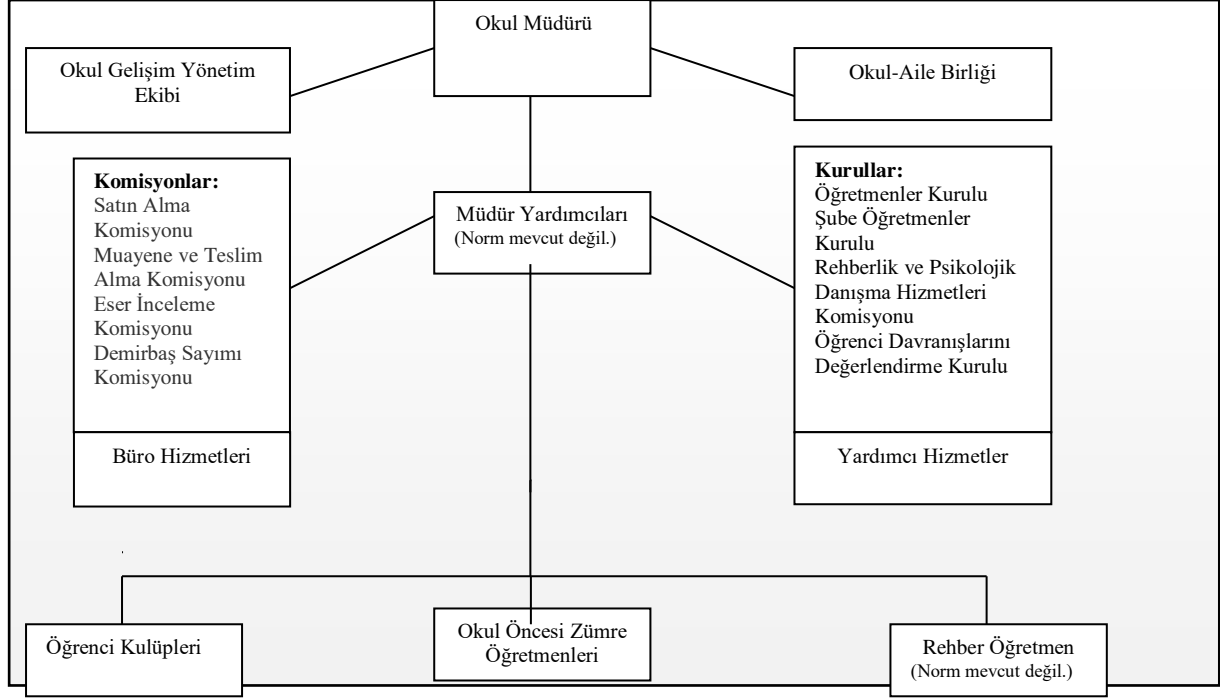 Okul Müdürü
Okul Gelişim Yönetim
Ekibi
Okul-Aile Birliği
Komisyonlar:
Satın Alma
Komisyonu
Muayene ve Teslim
Alma Komisyonu
Eser İnceleme
Komisyonu
Demirbaş Sayımı
Komisyonu
Müdür Yardımcıları
(Norm mevcut değil.)
Kurullar:
Öğretmenler Kurulu
Şube Öğretmenler
Kurulu
Rehberlik ve Psikolojik
Danışma Hizmetleri
Komisyonu
Öğrenci Davranışlarını
Değerlendirme Kurulu
Büro Hizmetleri
Yardımcı Hizmetler
.
Öğrenci Kulüpleri
Okul Öncesi Zümre
Öğretmenleri
Rehber Öğretmen
(Norm mevcut değil.)